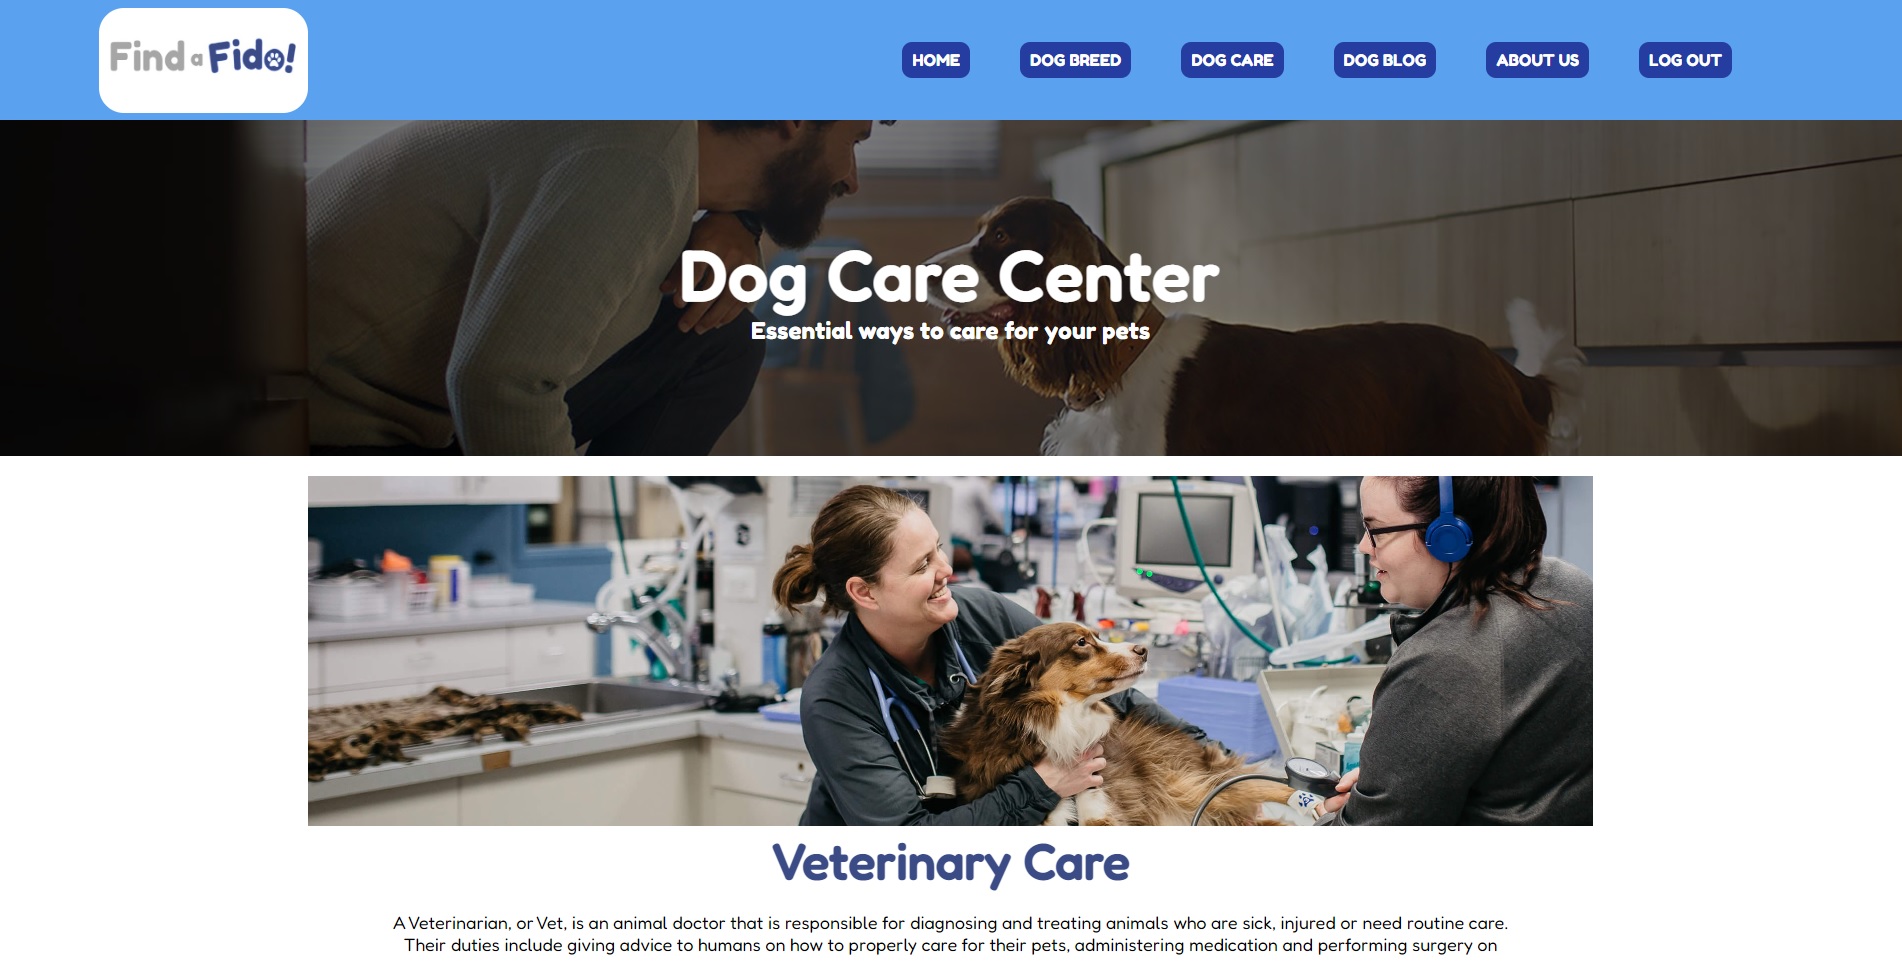 Find a Fido!
HOME
DOG BREED
DOG CARE
DOG BLOG
ABOUT US
LOG OUT
Dog Care Center
Essential ways to care for your pets
Veterinary Care
A Veterinarian, or Vet, is an animal doctor that is responsible for diagnosing and treating animals who are sick, injured or need routine care.
Their duties include giving advice to humans on how to properly care for their pets, administering medication and performing surgery on